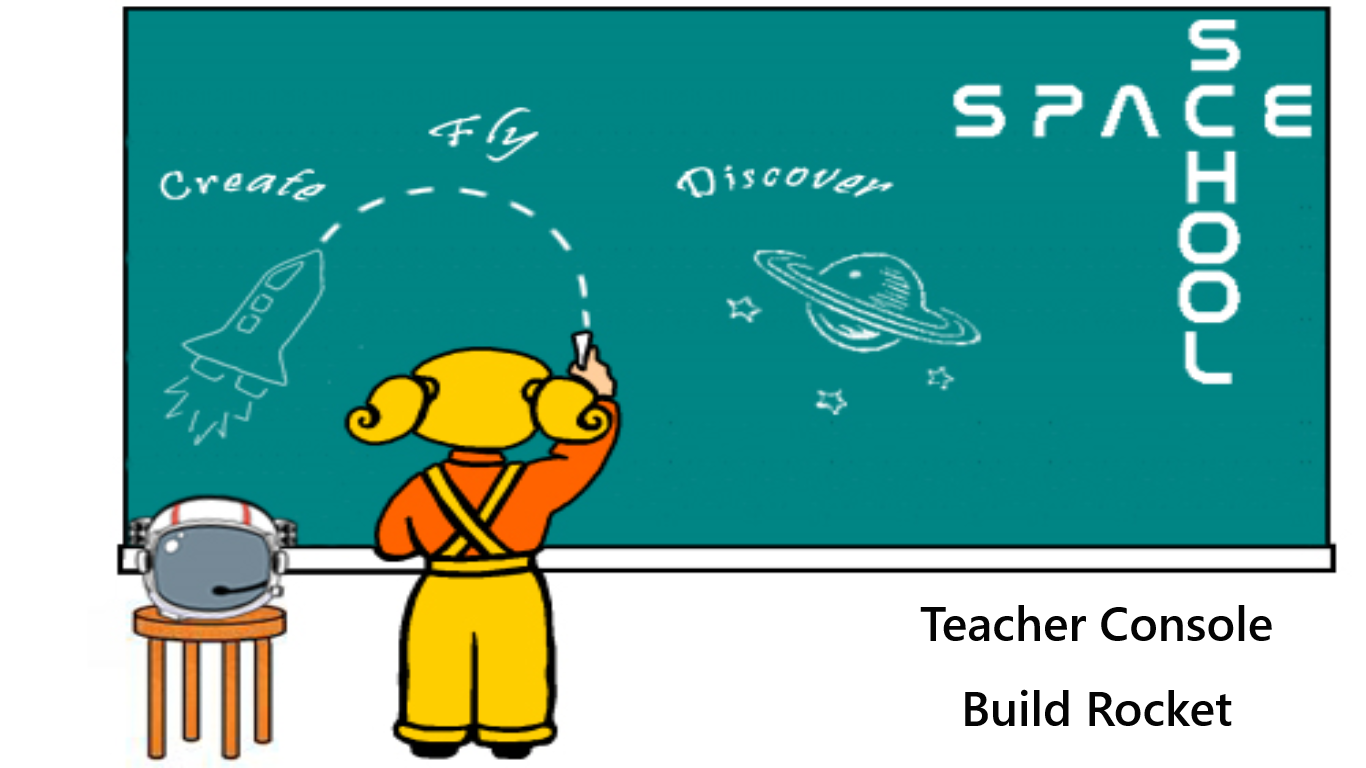 SPACE
SCHOOL
Fly
Create
Discover
Teacher Console
Build Rocket